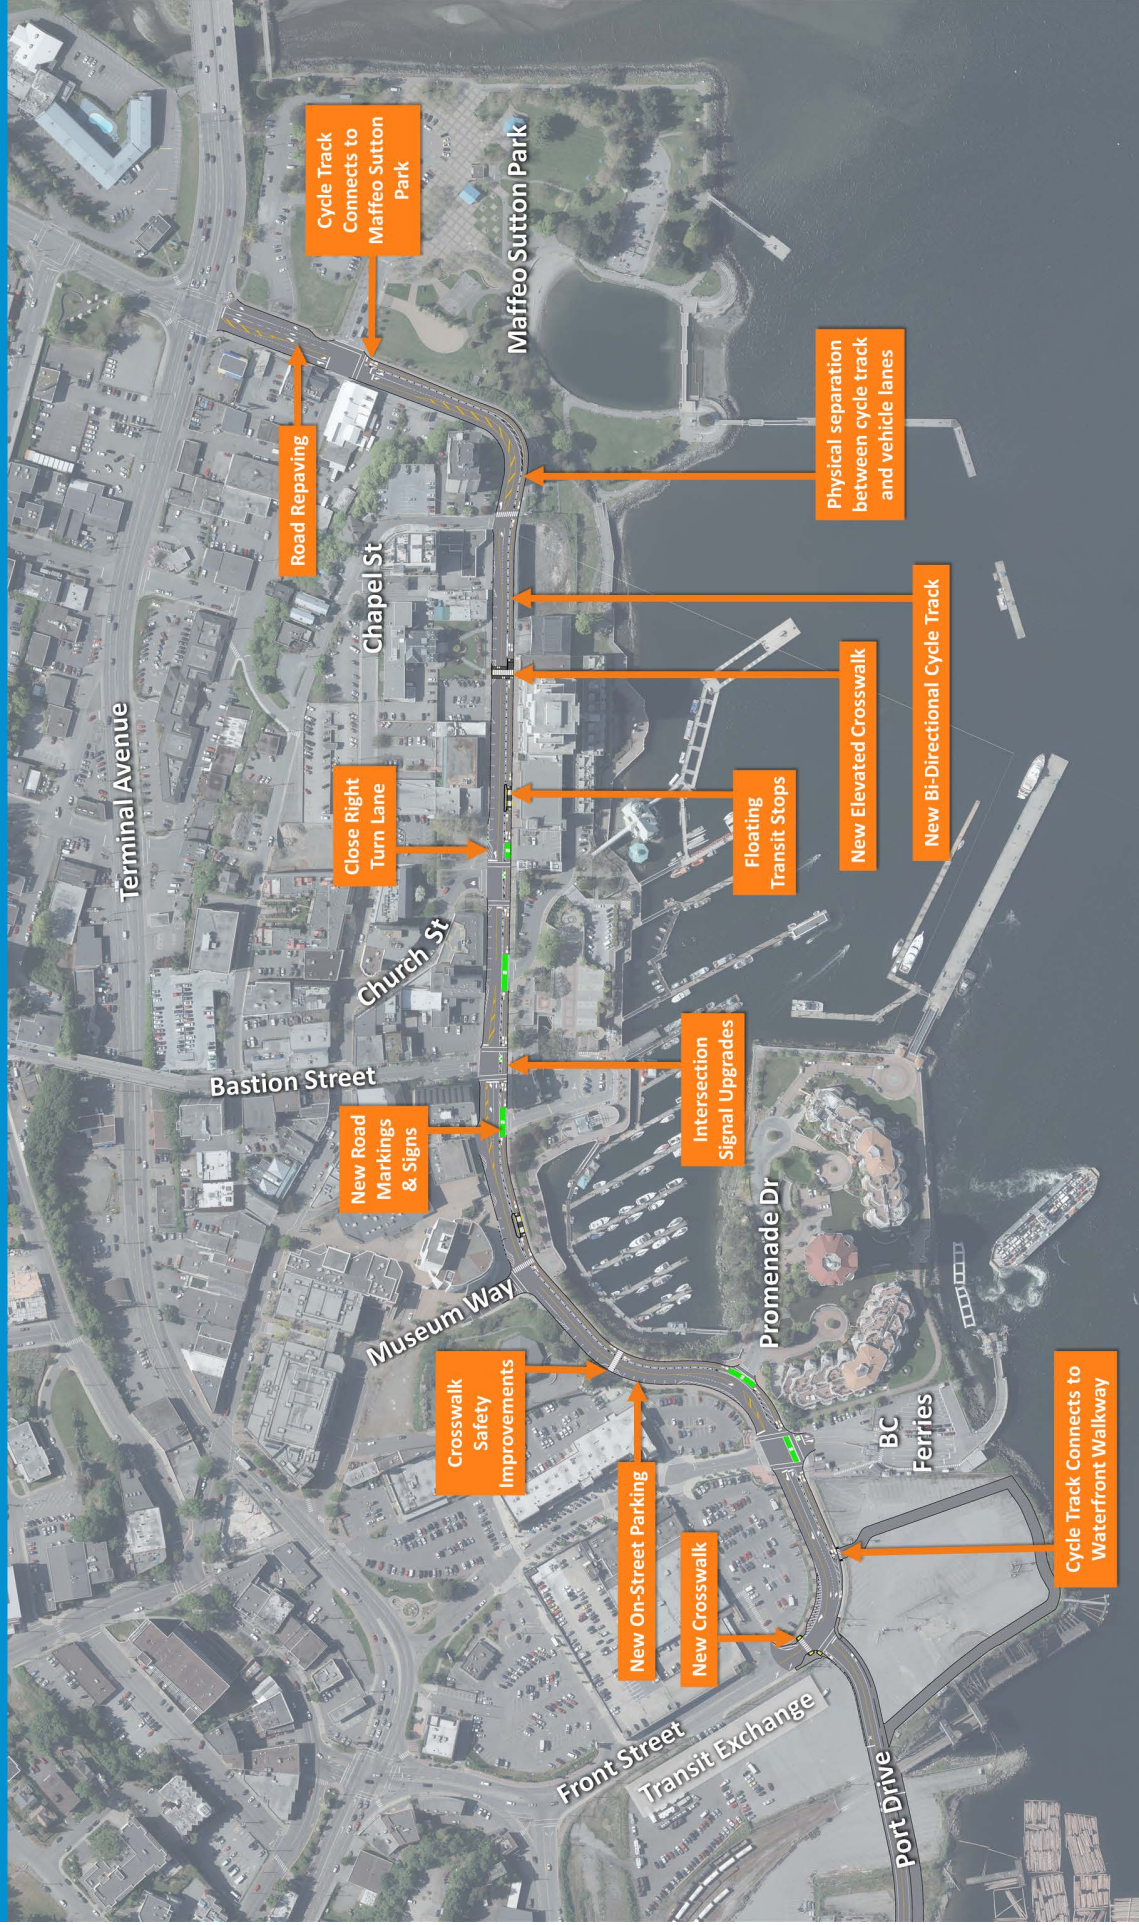 Port Drive
Transit Exchange
Front Street
New Crosswalk
New On-Street Parking
Cycle Track Connects to
Waterfront Walkway
BC
Ferries
Crosswalk
Safety
Improvements
Museum Way
Promenade Dr
New Road
Markings
& Signs
Bastion Street
Intersection
Signal Upgrades
Church St
Terminal Avenue
Close Right
Turn Lane
Floating
Transit Stops
New Elevated Crosswalk
New Bi-Directional Cycle Track
Chapel St
Road Repaving
Physical separation
between cycle track
and vehicle lanes
Maffeo Sutton Park
Cycle Track
Connects to
Maffeo Sutton
Park